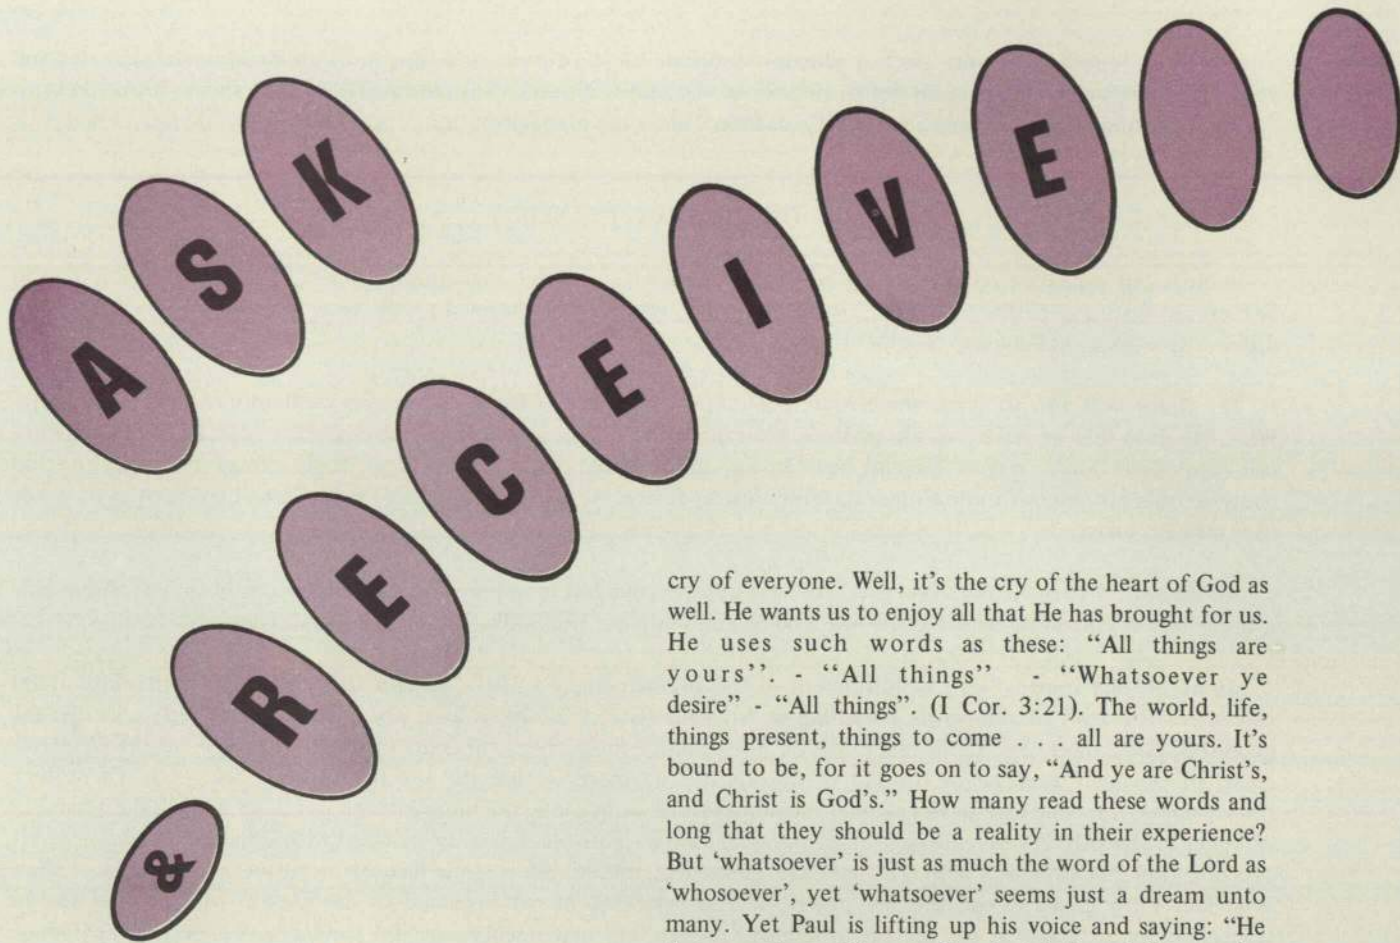 ASK
& RECEIVE
cry of everyone. Well, it's the cry of the heart of God as
well. He wants us to enjoy all that He has brought for us.
He uses such words as these: “All things are
yours”. - “All things” - “Whatsoever ye
desire” - “All things”. (I Cor. 3:21). The world, life,
things present, things to come . . . all are yours. It's
bound to be, for it goes on to say, “And ye are Christ's,
and Christ is God's.” How many read these words and
long that they should be a reality in their experience?
But ‘whatsoever’ is just as much the word of the Lord as
‘whosoever’, yet ‘whatsoever’ seems just a dream unto
many. Yet Paul is lifting up his voice and saying: “He